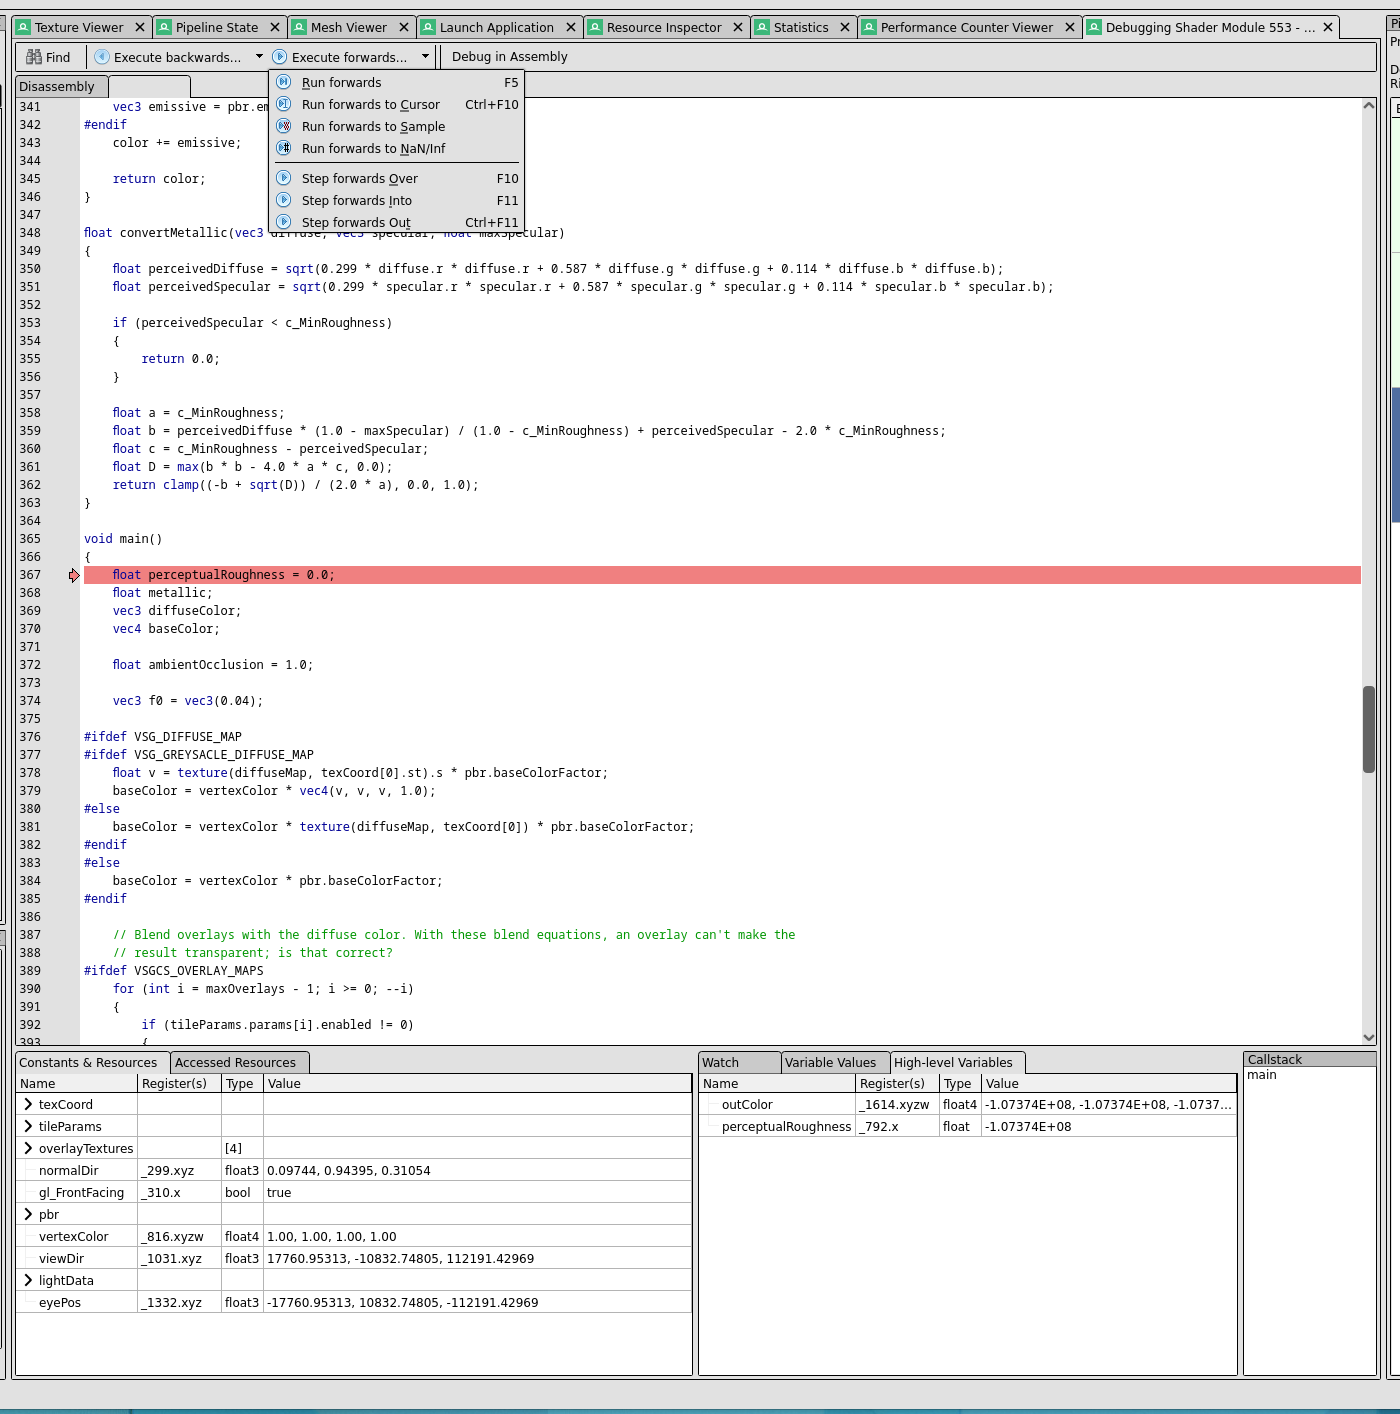 Texture Viewer
Pipeline State
Mesh Viewer
Launch Application
Resource Inspector
Statistics
Performance Counter Viewer
Debugging Shader Module 553 - ...
Find
Execute backwards...
Execute forwards...
Debug in Assembly
Disassembly
Run forwards F5
Run forwards to Cursor Ctrl+F10
Run forwards to Sample
Run forwards to NaN/Inf
Step forwards Over F10
Step forwards Into F11
Step forwards Out Ctrl+F11
341 vec3 emissive = pbr.em
342 #endif
343 color += emissive;
344
345 return color;
346 }
347
348 float convertMetallic(vec3 diffuse, vec3 specular, float maxSpecular)
349 {
350 float perceivedDiffuse = sqrt(0.299 * diffuse.r * diffuse.r + 0.587 * diffuse.g * diffuse.g + 0.114 * diffuse.b * diffuse.b);
351 float perceivedSpecular = sqrt(0.299 * specular.r * specular.r + 0.587 * specular.g * specular.g + 0.114 * specular.b * specular.b);
352
353 if (perceivedSpecular < c_MinRoughness)
354 {
355 return 0.0;
356 }
357
358 float a = c_MinRoughness;
359 float b = perceivedDiffuse * (1.0 - maxSpecular) / (1.0 - c_MinRoughness) + perceivedSpecular - 2.0 * c_MinRoughness;
360 float c = c_MinRoughness - perceivedSpecular;
361 float D = max(b * b - 4.0 * a * c, 0.0);
362 return clamp((-b + sqrt(D)) / (2.0 * a), 0.0, 1.0);
363 }
364
365 void main()
366 {
367 float perceptualRoughness = 0.0;
368 float metallic;
369 vec3 diffuseColor;
370 vec4 baseColor;
371
372 float ambientOcclusion = 1.0;
373
374 vec3 f0 = vec3(0.04);
375
376 #ifdef VSG_DIFFUSE_MAP
377 #ifdef VSG_GREYSACLE_DIFFUSE_MAP
378 float v = texture(diffuseMap, texCoord[0].st).s * pbr.baseColorFactor;
379 baseColor = vertexColor * vec4(v, v, v, 1.0);
380 #else
381 baseColor = vertexColor * texture(diffuseMap, texCoord[0]) * pbr.baseColorFactor;
382 #endif
383 #else
384 baseColor = vertexColor * pbr.baseColorFactor;
385 #endif
386
387 // Blend overlays with the diffuse color. With these blend equations, an overlay can't make the
388 // result transparent; is that correct?
389 #ifdef VSGCS_OVERLAY_MAPS
390 for (int i = maxOverlays - 1; i >= 0; --i)
391 {
392 if (tileParams.params[i].enabled != 0)
393 {
Constants & Resources
Accessed Resources
Name Register(s) Type Value
texCoord
tileParams
overlayTextures [4]
normalDir _299.xyz float3 0.09744, 0.94395, 0.31054
gl_FrontFacing _310.x bool true
pbr
vertexColor _816.xyzw float4 1.00, 1.00, 1.00, 1.00
viewDir _1031.xyz float3 17760.95313, -10832.74805, 112191.42969
lightData
eyePos _1332.xyz float3 -17760.95313, 10832.74805, -112191.42969
Watch
Variable Values
High-level Variables
Name Register(s) Type Value
outColor _1614.xyzw float4 -1.07374E+08, -1.07374E+08, -1.0737...
perceptualRoughness _792.x float -1.07374E+08
Callstack
main